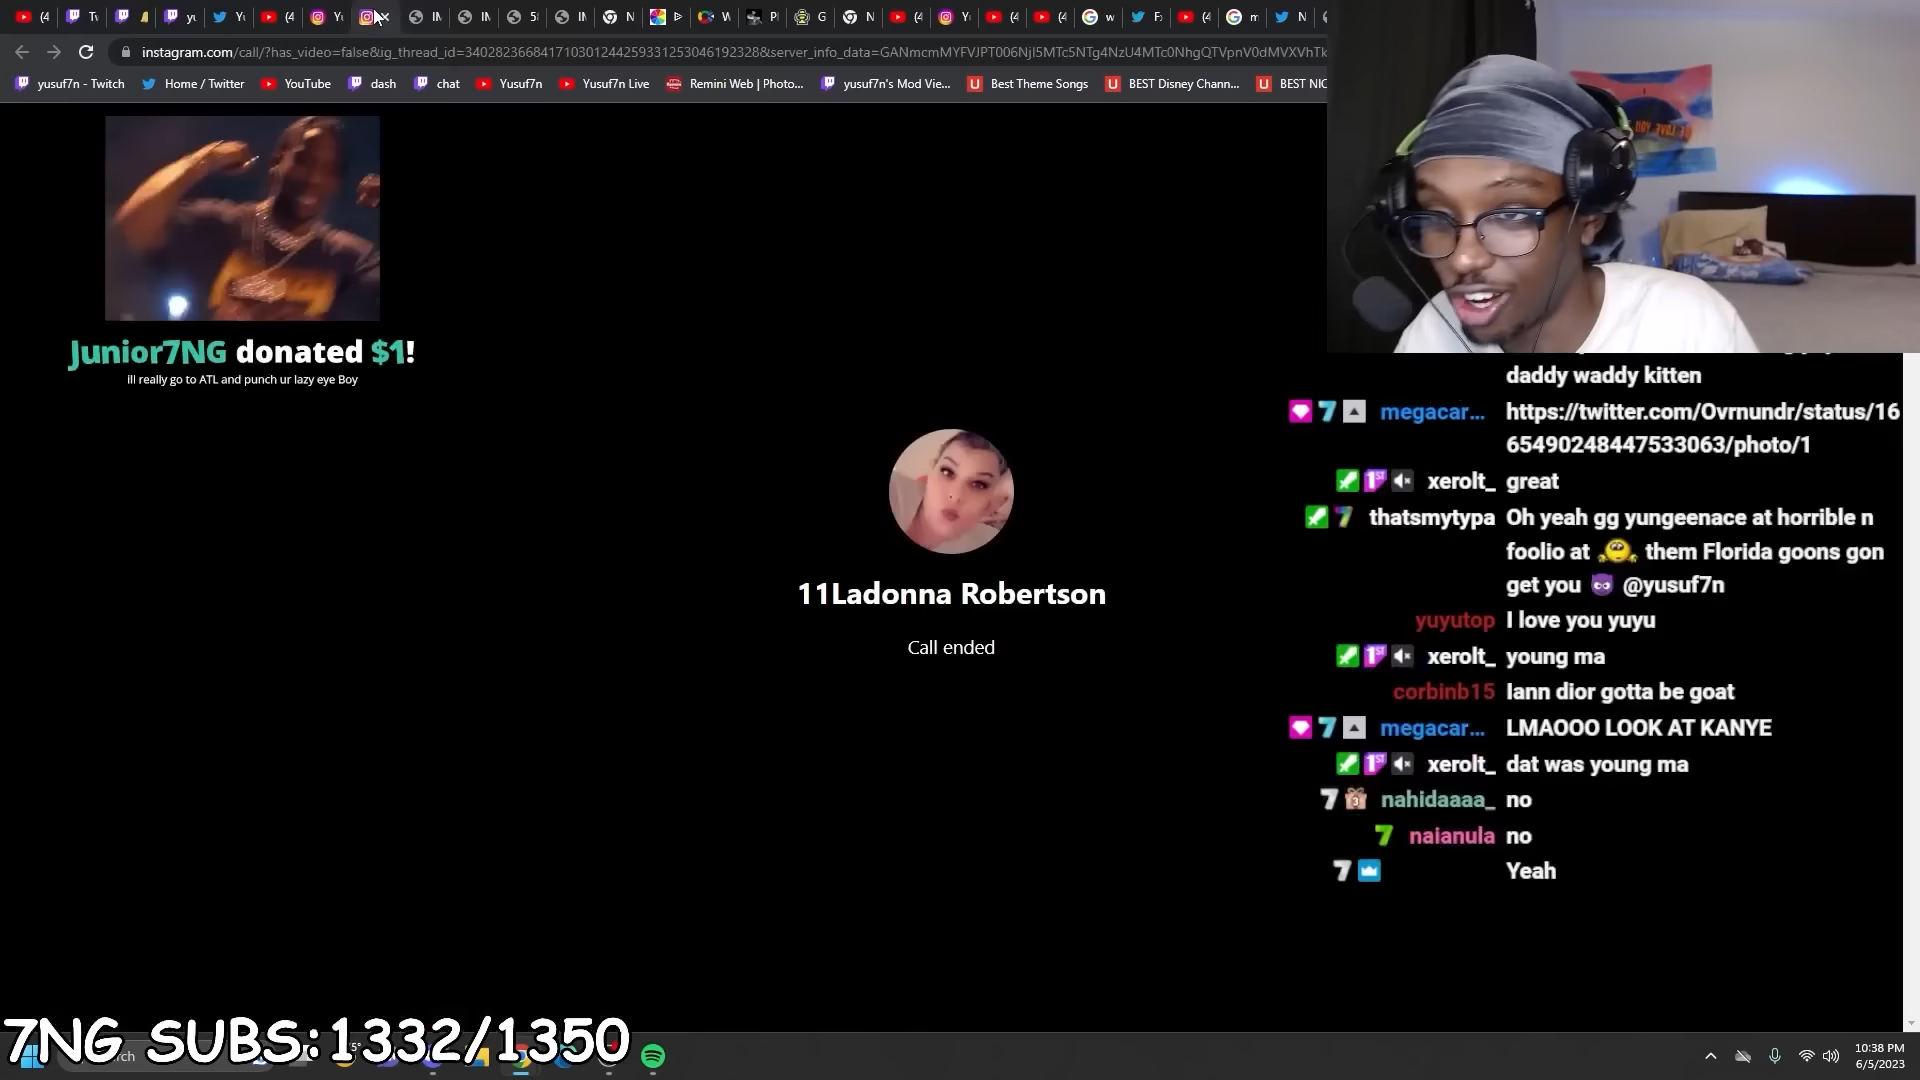 instagram.com/call/?has_video=false&ig_thread_id=340282366841710301244259331253046192328&server_info_data=GANmcmMYFVJPT006NjI5MTc5NTg4NzU4MTc0NhgQTVpnV0dMVXVhTk
yusuf7n - Twitch Home / Twitter YouTube dash chat Yusuf7n Yusuf7n Live Remini Web | Photo... yusuf7n's Mod Vie... Best Theme Songs BEST Disney Chann... BEST NIC
Junior7NG donated $1!
ill really go to ATL and punch ur lazy eye Boy
11Ladonna Robertson
Call ended
daddy waddy kitten
megacar... https://twitter.com/Ovrnundr/status/16
65490248447533063/photo/1
xerolt_ great
thatsmytypa Oh yeah gg yungeenace at horrible n
foolio at them Florida goons gon
get you @yusuf7n
yuyutop I love you yuyu
xerolt_ young ma
corbinb15 Iann dior gotta be goat
megacar... LMAOOO LOOK AT KANYE
xerolt_ dat was young ma
nahidaaaa_ no
naianula no
Yeah
7NG SUBS:1332/1350
10:38 PM
6/5/2023